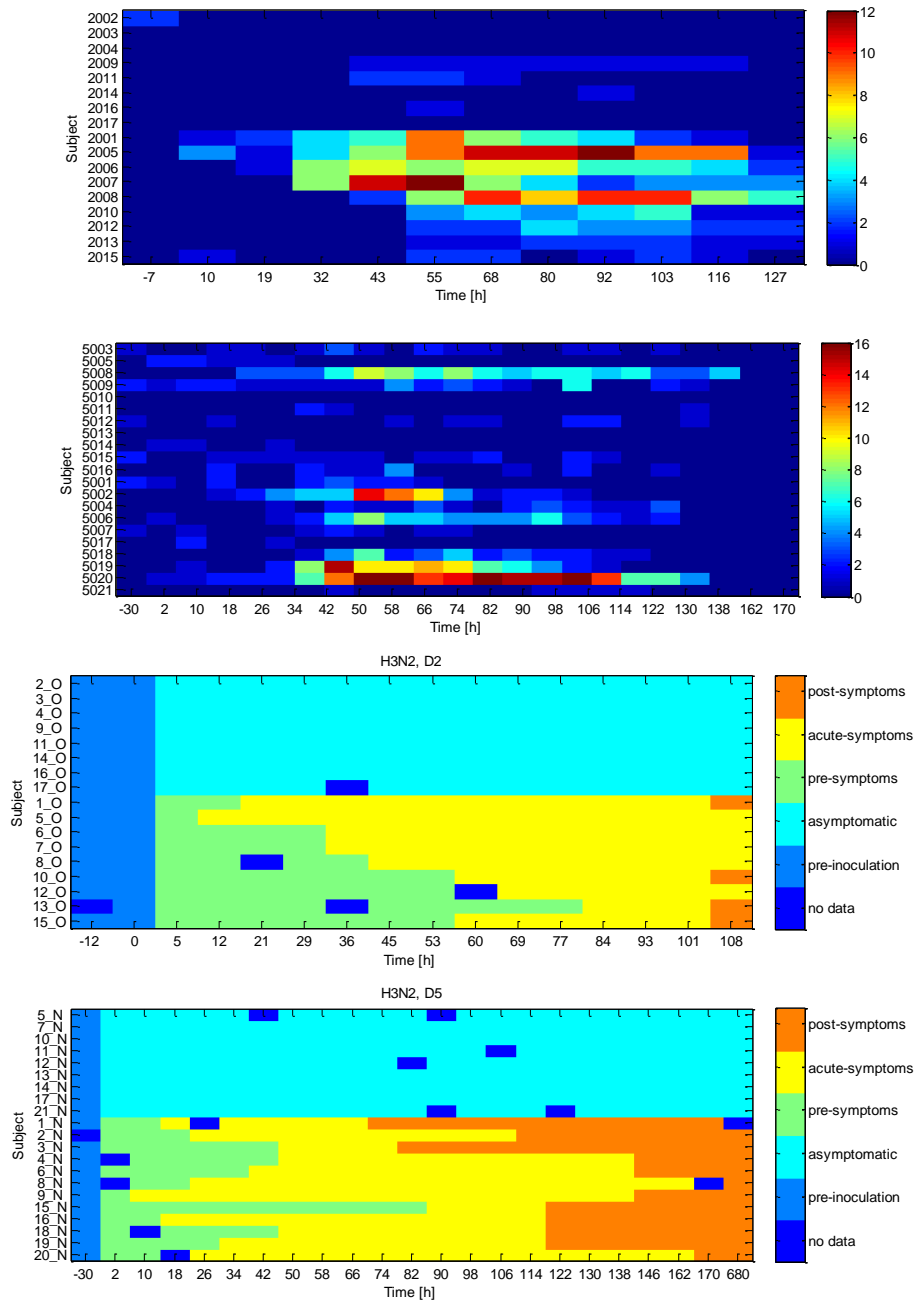 2002
2003
2004
2009
2011
2014
2016
2017
2001
2005
2006
2007
2008
2010
2012
2013
2015
Subject
-7 10 19 32 43 55 68 80 92 103 116 127
Time [h]
12
10
8
6
4
2
0
5003
5005
5008
5009
5010
5011
5012
5013
5014
5015
5016
5001
5002
5004
5006
5007
5017
5018
5019
5020
5021
Subject
-30 2 10 18 26 34 42 50 58 66 74 82 90 98 106 114 122 130 138 162 170
Time [h]
16
14
12
10
8
6
4
2
0
H3N2, D2
2_O
3_O
4_O
9_O
11_O
14_O
16_O
17_O
1_O
5_O
6_O
7_O
8_O
10_O
12_O
13_O
15_O
Subject
-12 0 5 12 21 29 36 45 53 60 69 77 84 93 101 108
Time [h]
post-symptoms
acute-symptoms
pre-symptoms
asymptomatic
pre-inoculation
no data
H3N2, D5
5_N
7_N
10_N
11_N
12_N
13_N
14_N
17_N
21_N
1_N
2_N
3_N
4_N
6_N
8_N
9_N
15_N
16_N
18_N
19_N
20_N
Subject
-30 2 10 18 26 34 42 50 58 66 74 82 90 98 106 114 122 130 136 146 162 170 680
Time [h]
post-symptoms
acute-symptoms
pre-symptoms
asymptomatic
pre-inoculation
no data